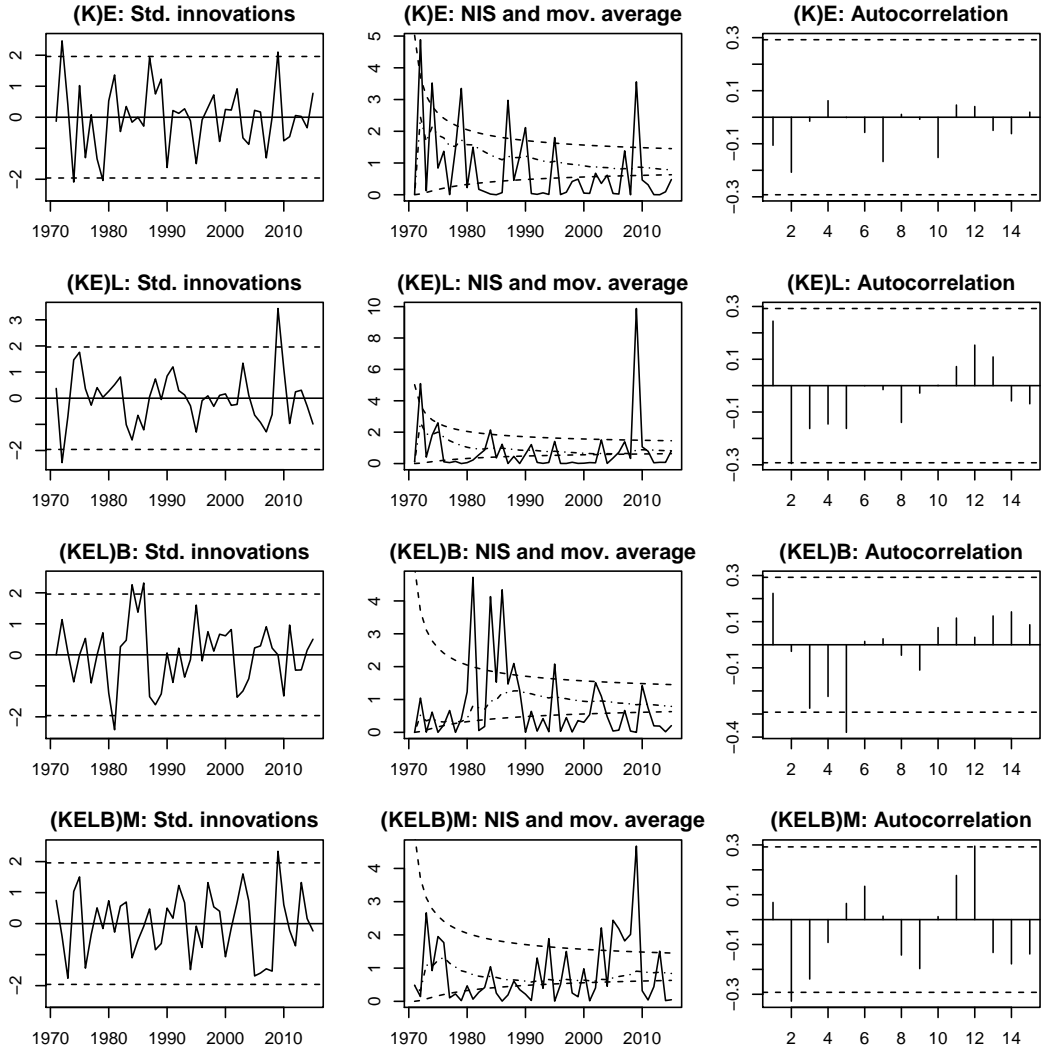 (K)E: Std. innovations
(K)E: NIS and mov. average
(K)E: Autocorrelation
2
1
0
−2
1970 1980 1990 2000 2010
5
4
3
2
1
0
1970 1980 1990 2000 2010
0.3
0.1
−0.1
−0.3
2 4 6 8 10 12 14
(KE)L: Std. innovations
(KE)L: NIS and mov. average
(KE)L: Autocorrelation
3
2
1
0
−2
1970 1980 1990 2000 2010
10
8
6
4
2
0
1970 1980 1990 2000 2010
0.3
0.1
−0.1
−0.3
2 4 6 8 10 12 14
(KEL)B: Std. innovations
(KEL)B: NIS and mov. average
(KEL)B: Autocorrelation
2
1
0
−2
1970 1980 1990 2000 2010
4
3
2
1
0
1970 1980 1990 2000 2010
0.3
0.1
−0.1
−0.4
2 4 6 8 10 12 14
(KELB)M: Std. innovations
(KELB)M: NIS and mov. average
(KELB)M: Autocorrelation
2
1
0
−2
1970 1980 1990 2000 2010
4
3
2
1
0
1970 1980 1990 2000 2010
0.3
0.1
−0.1
−0.3
2 4 6 8 10 12 14